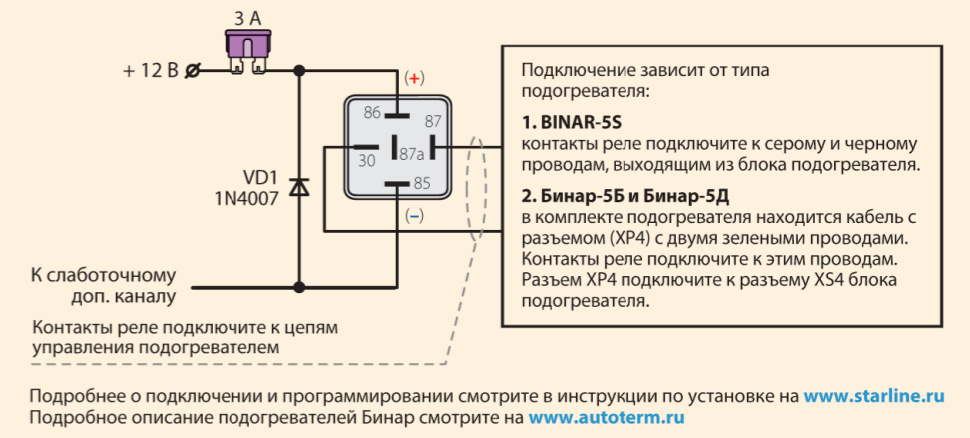 3 А
+ 12 В
(+)
86
87
30
87a
85
(–)
VD1
1N4007
К слаботочному
доп. каналу
Контакты реле подключите к цепям
управления подогревателем
Подключение зависит от типа
подогревателя:
1. BINAR-5S
контакты реле подключите к серому и черному
проводам, выходящим из блока подогревателя.
2. Бинар-5Б и Бинар-5Д
в комплекте подогревателя находится кабель с
разъемом (XP4) с двумя зелеными проводами.
Контакты реле подключите к этим проводам.
Разъем XP4 подключите к разъему XS4 блока
подогревателя.
Подробнее о подключении и программировании смотрите в инструкции по установке на www.starline.ru
Подробное описание подогревателей Бинар смотрите на www.autoterm.ru